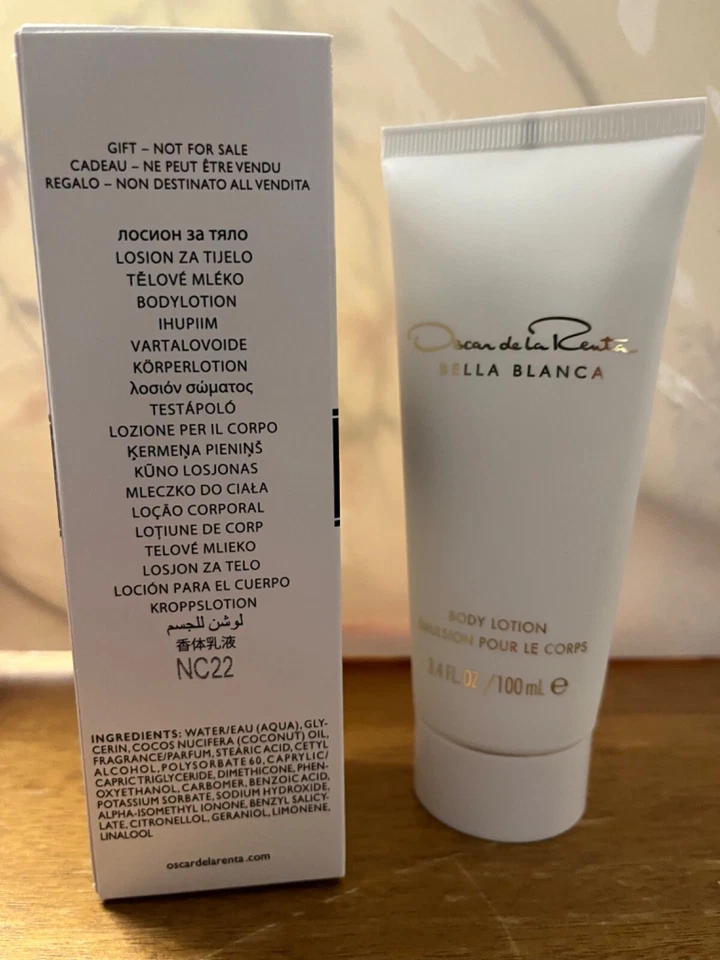 GIFT – NOT FOR SALE
CADEAU – NE PEUT ÊTRE VENDU
REGALO – NON DESTINATO ALL VENDITA
лосион за тяло
LOSION ZA TIJELO
TĚLOVÉ MLÉKO
BODYLOTION
IHUPIIM
VARTALOVOIDE
KÖRPERLOTION
λοσιόν σώματος
TESTÁPOLÓ
LOZIONE PER IL CORPO
ĶERMEŅA PIENIŅŠ
KŪNO LOSJONAS
MLECZKO DO CIAŁA
LOÇÃO CORPORAL
LOȚIUNE DE CORP
TELOVÉ MLIEKO
LOSJON ZA TELO
LOCIÓN PARA EL CUERPO
KROPPSLOTION
لوشن للجسم
香体乳液
NC22
INGREDIENTS: WATER/EAU (AQUA), GLY-
CERIN, COCOS NUCIFERA (COCONUT) OIL,
FRAGRANCE/PARFUM, STEARIC ACID, CETYL
ALCOHOL, POLYSORBATE 60, CAPRYLIC/
CAPRIC TRIGLYCERIDE, DIMETHICONE, PHEN-
OXYETHANOL, CARBOMER, BENZOIC ACID,
POTASSIUM SORBATE, SODIUM HYDROXIDE,
ALPHA-ISOMETHYL IONONE, BENZYL SALICY-
LATE, CITRONELLOL, GERANIOL, LIMONENE,
LINALOOL
oscardelarenta.com
Oscar de la Renta
BELLA BLANCA
BODY LOTION
ÉMULSION POUR LE CORPS
3.4 FL. OZ /100 mL ℮